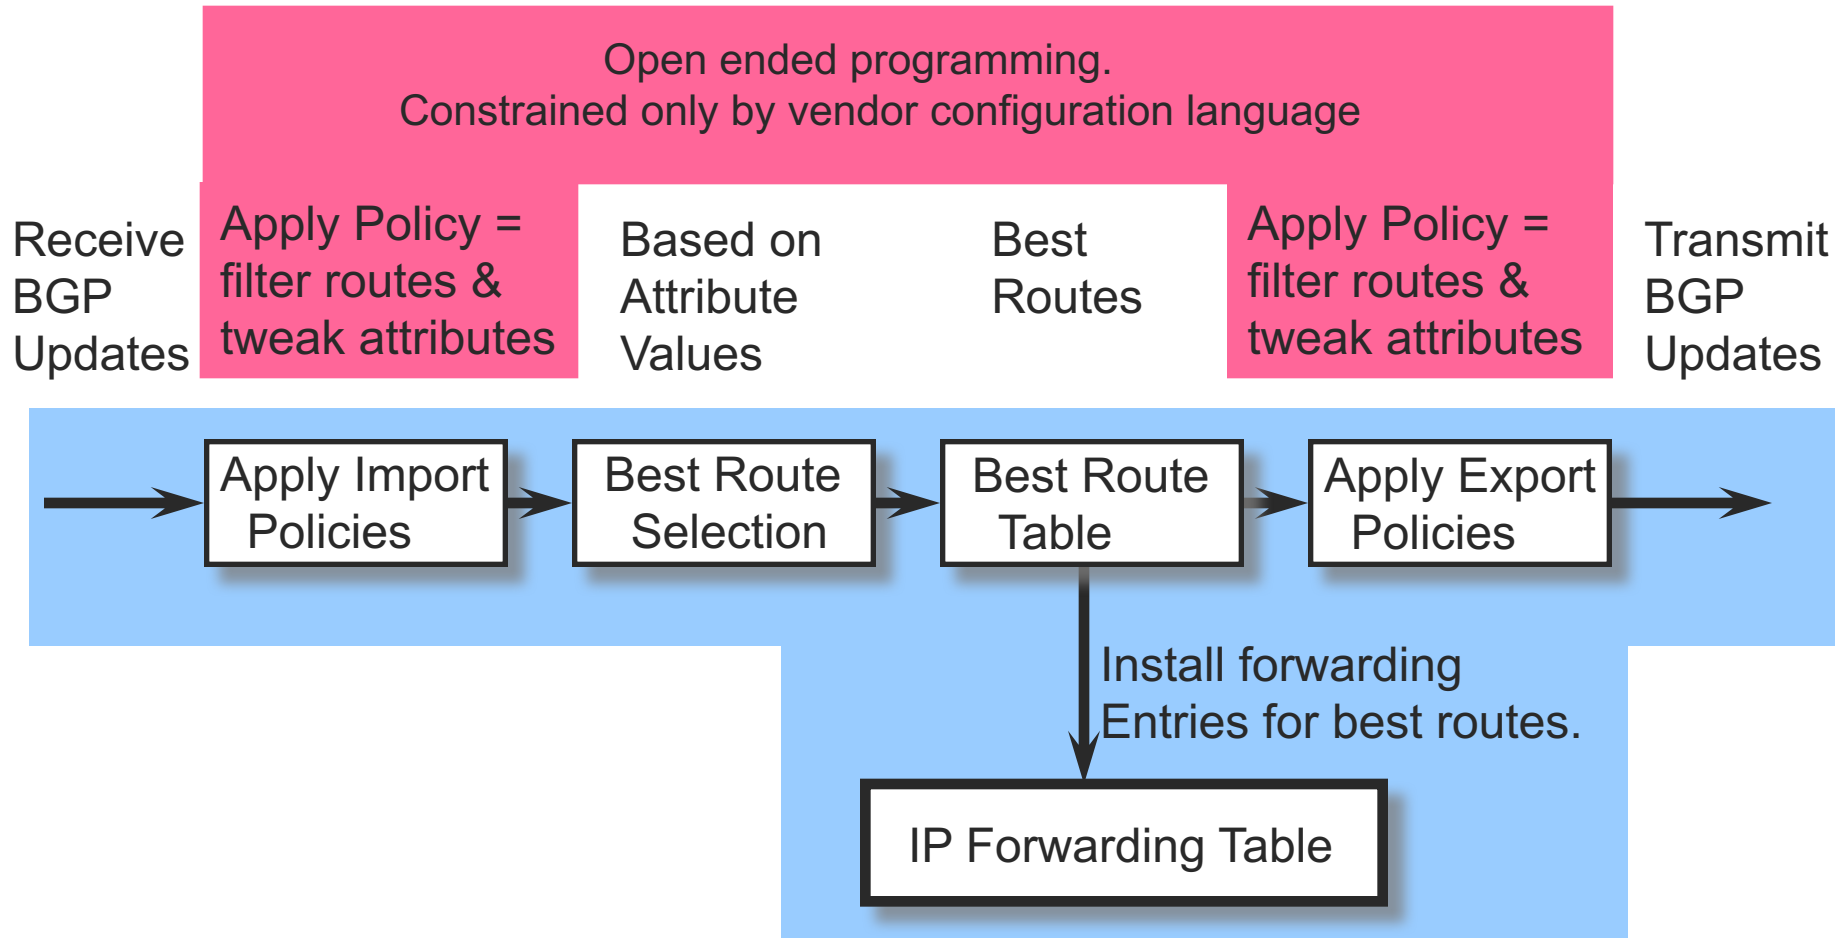 Open ended programming.
Constrained only by vendor configuration language
Receive
BGP
Updates
Apply Policy =
filter routes &
tweak attributes
Based on
Attribute
Values
Best
Routes
Apply Policy =
filter routes &
tweak attributes
Transmit
BGP
Updates
Apply Import
Policies
Best Route
Selection
Best Route
Table
Apply Export
Policies
Install forwarding
Entries for best routes.
IP Forwarding Table